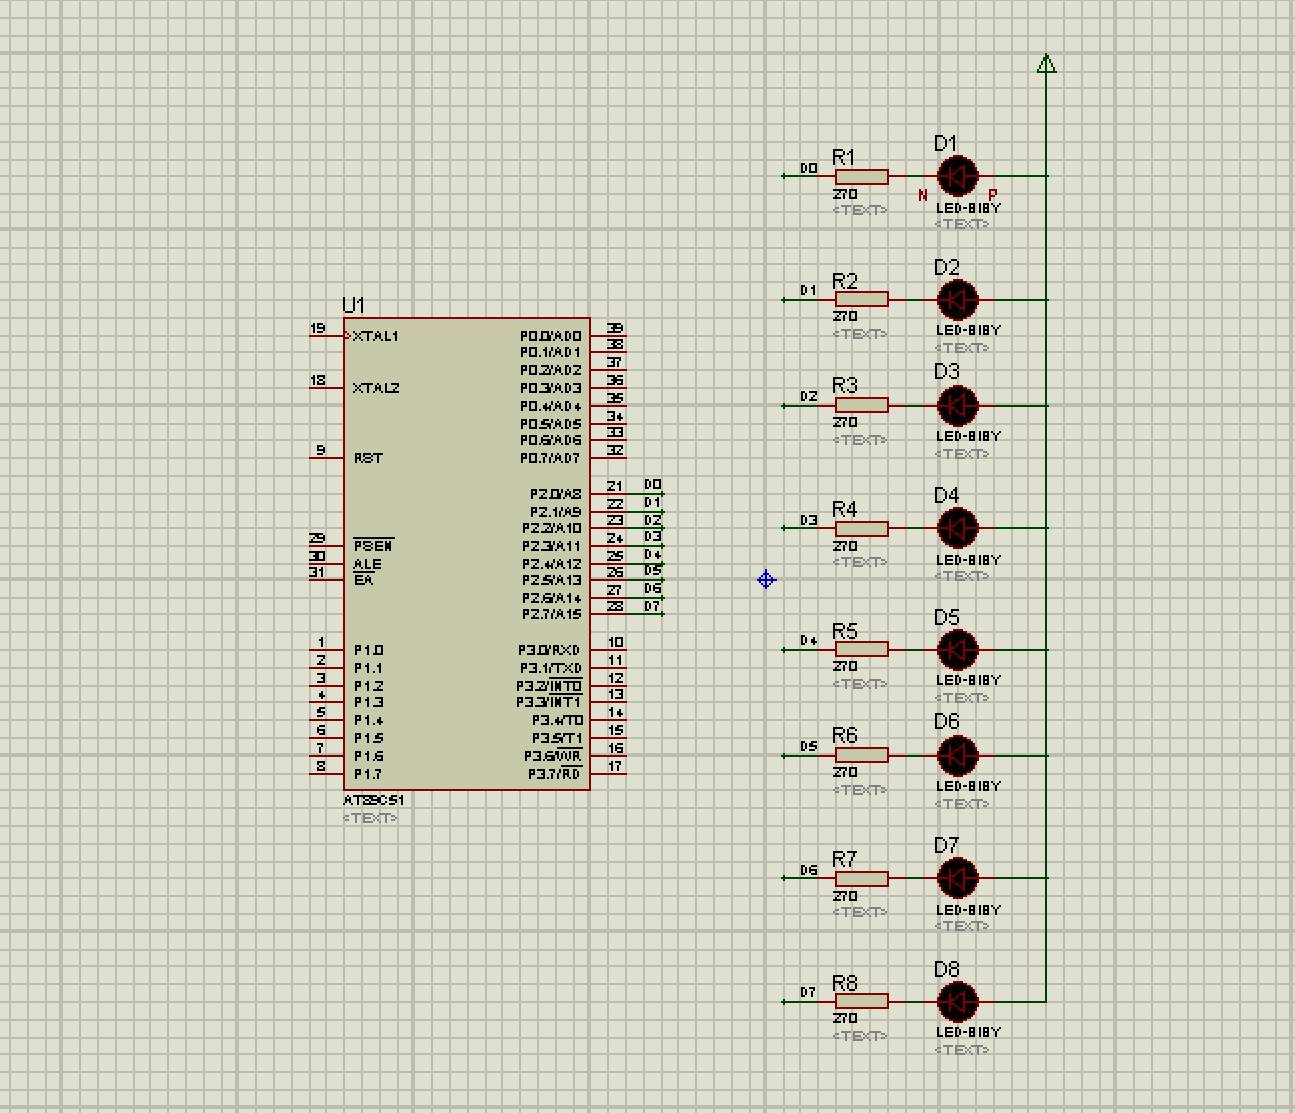 U1
19 XTAL1
18 XTAL2
9 RST
29 PSEN
30 ALE
31 EA
1 P1.0
2 P1.1
3 P1.2
4 P1.3
5 P1.4
6 P1.5
7 P1.6
8 P1.7
P0.0/AD0 39
P0.1/AD1 38
P0.2/AD2 37
P0.3/AD3 36
P0.4/AD4 35
P0.5/AD5 34
P0.6/AD6 33
P0.7/AD7 32
P2.0/A8 21 D0
P2.1/A9 22 D1
P2.2/A10 23 D2
P2.3/A11 24 D3
P2.4/A12 25 D4
P2.5/A13 26 D5
P2.6/A14 27 D6
P2.7/A15 28 D7
P3.0/RXD 10
P3.1/TXD 11
P3.2/INT0 12
P3.3/INT1 13
P3.4/T0 14
P3.5/T1 15
P3.6/WR 16
P3.7/RD 17
AT89C51
<TEXT>
D0 R1 D1
N P
270 LED-BIBY
<TEXT> <TEXT>
D1 R2 D2
270 LED-BIBY
<TEXT> <TEXT>
D2 R3 D3
270 LED-BIBY
<TEXT> <TEXT>
D3 R4 D4
270 LED-BIBY
<TEXT> <TEXT>
D4 R5 D5
270 LED-BIBY
<TEXT> <TEXT>
D5 R6 D6
270 LED-BIBY
<TEXT> <TEXT>
D6 R7 D7
270 LED-BIBY
<TEXT> <TEXT>
D7 R8 D8
270 LED-BIBY
<TEXT> <TEXT>